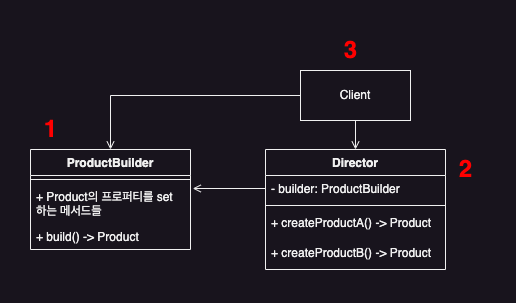 3
Client
1
ProductBuilder
+ Product의 프로퍼티를 set
하는 메서드들
+ build() -> Product
Director
2
- builder: ProductBuilder
+ createProductA() -> Product
+ createProductB() -> Product